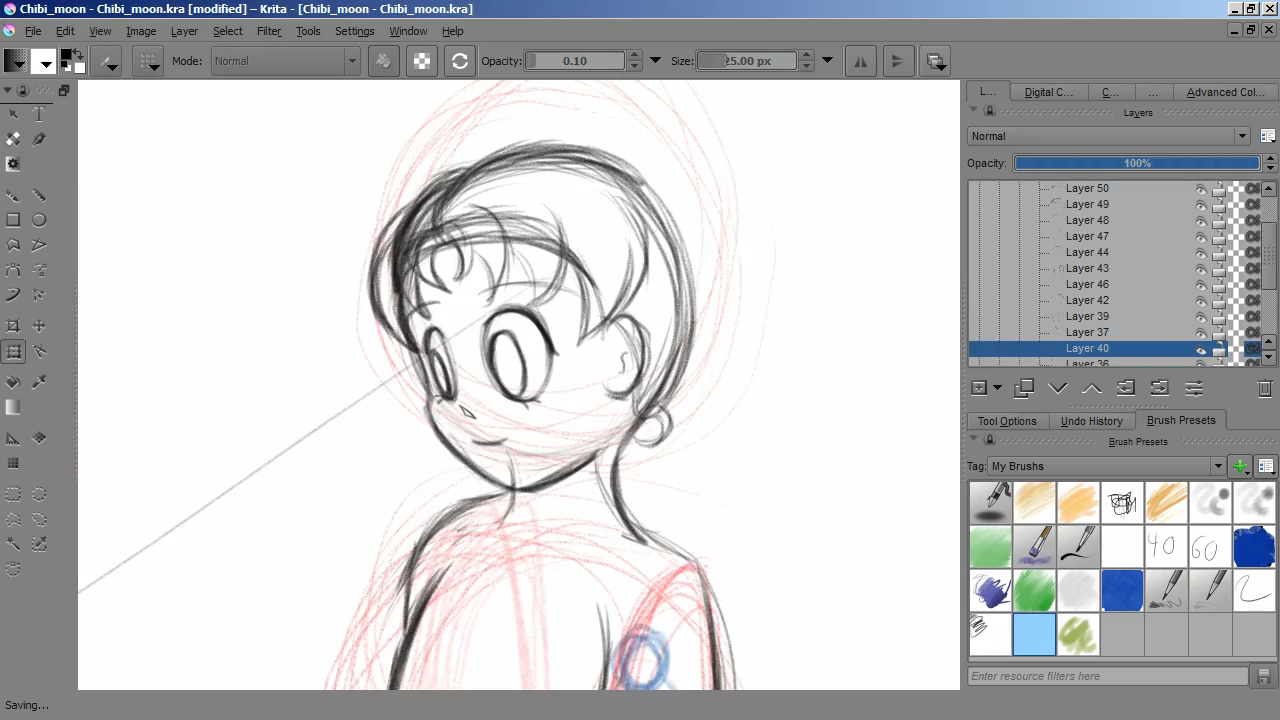 Chibi_moon - Chibi_moon.kra [modified] – Krita - [Chibi_moon - Chibi_moon.kra]
File Edit View Image Layer Select Filter Tools Settings Window Help
Mode: Normal Opacity: 0.10 Size: 25.00 px
L... Digital C... C... ... Advanced Col...
Layers
Normal
Opacity: 100%
Layer 50
Layer 49
Layer 48
Layer 47
Layer 44
Layer 43
Layer 46
Layer 42
Layer 39
Layer 37
Layer 40
Layer 36
Tool Options Undo History Brush Presets
Brush Presets
Tag: My Brushes
40 60
Enter resource filters here
Saving...